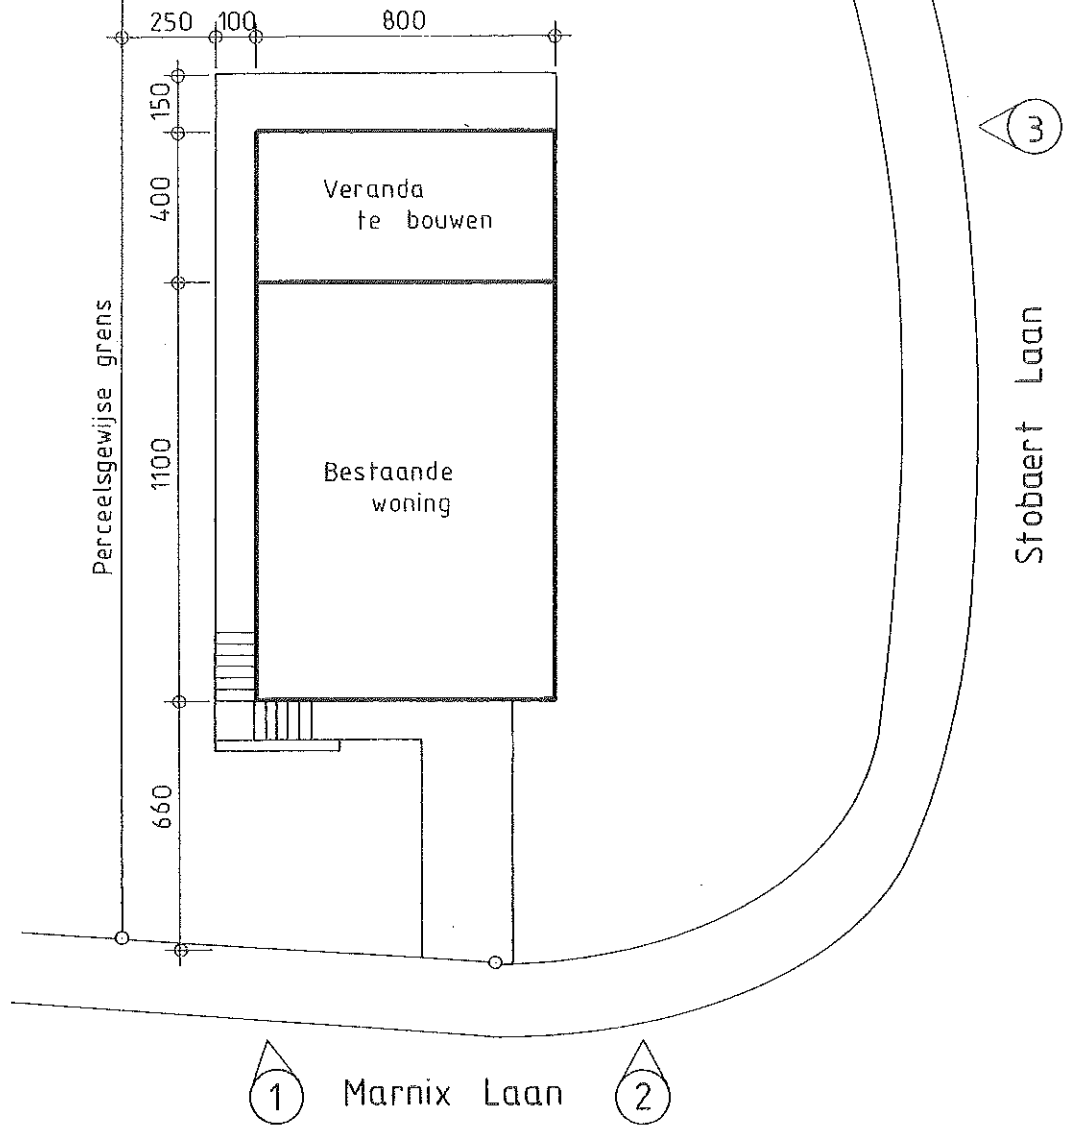 250 100 800
150
3
400
Veranda
te bouwen
Perceelsgewijse grens
Stobaert Laan
1100
Bestaande
woning
660
1 Marnix Laan 2